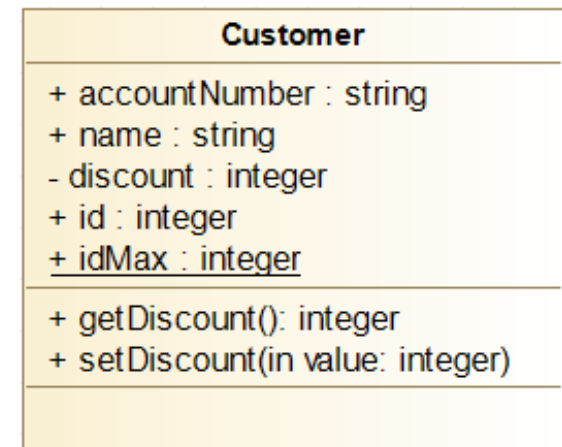 Customer
+ accountNumber : string
+ name : string
- discount : integer
+ id : integer
+ idMax : integer
+ getDiscount(): integer
+ setDiscount(in value: integer)